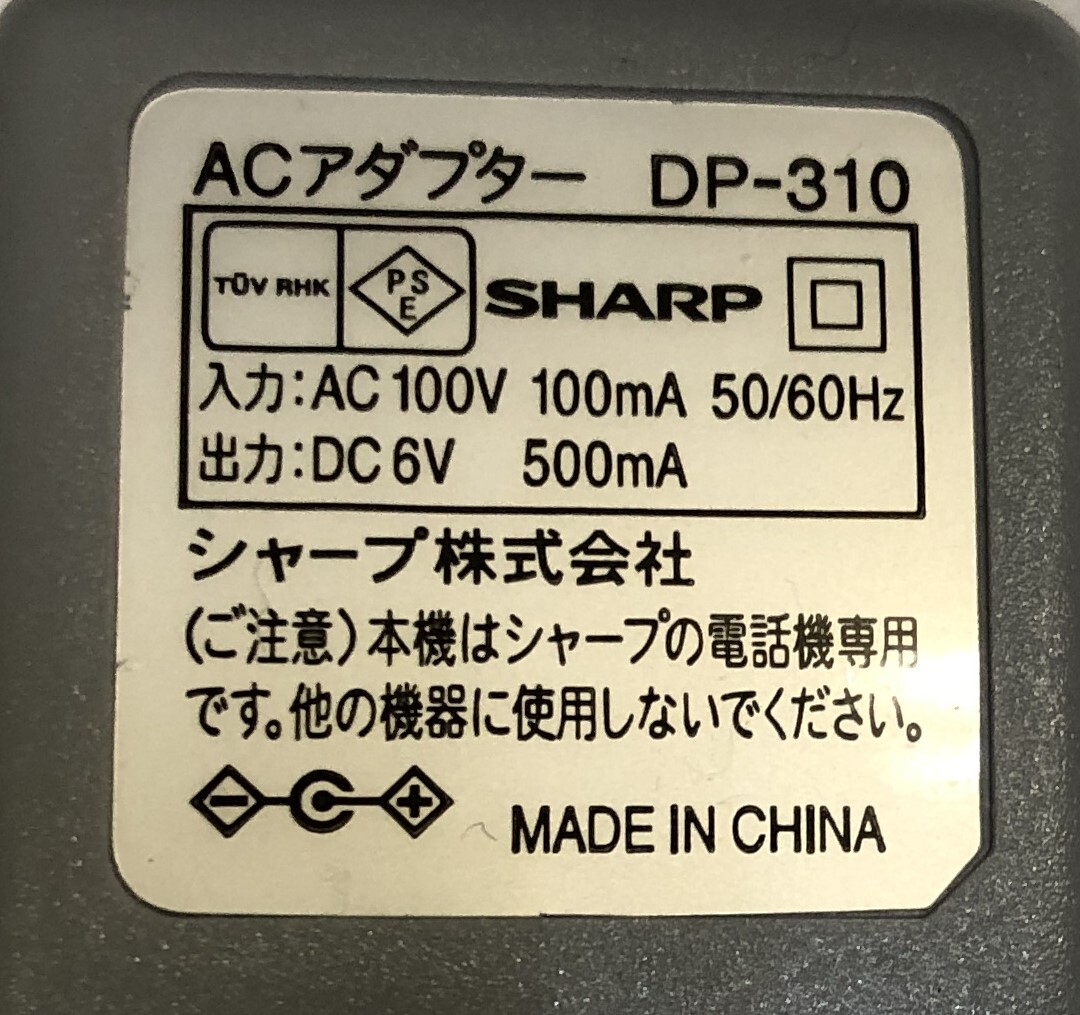 ACアダプター DP-310
TÜV RHK PSE SHARP
入力:AC 100V 100mA 50/60Hz
出力:DC 6V 500mA
シャープ株式会社
(ご注意)本機はシャープの電話機専用
です。他の機器に使用しないでください。
MADE IN CHINA